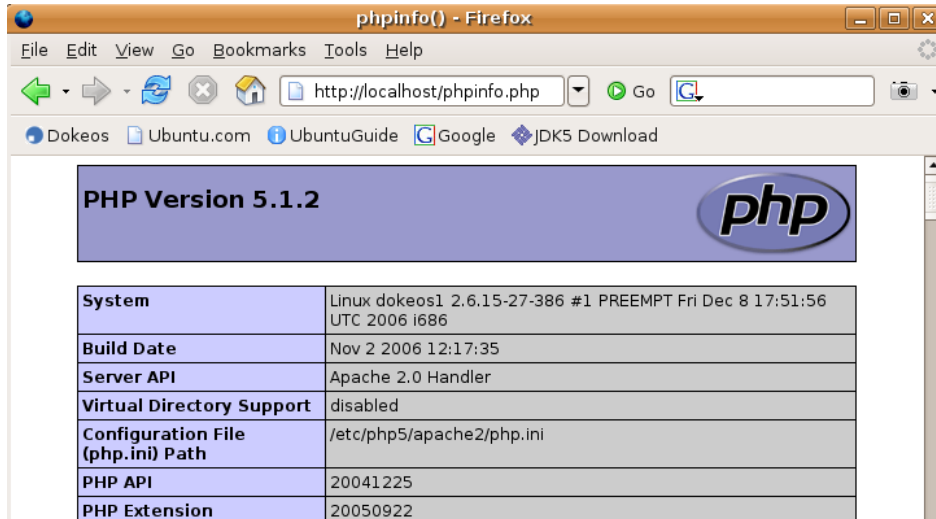 phpinfo() - Firefox
File Edit View Go Bookmarks Tools Help
http://localhost/phpinfo.php Go G
Dokeos Ubuntu.com UbuntuGuide G Google JDK5 Download
PHP Version 5.1.2
php
System Linux dokeos1 2.6.15-27-386 #1 PREEMPT Fri Dec 8 17:51:56
UTC 2006 i686
Build Date Nov 2 2006 12:17:35
Server API Apache 2.0 Handler
Virtual Directory Support disabled
Configuration File /etc/php5/apache2/php.ini
(php.ini) Path
PHP API 20041225
PHP Extension 20050922